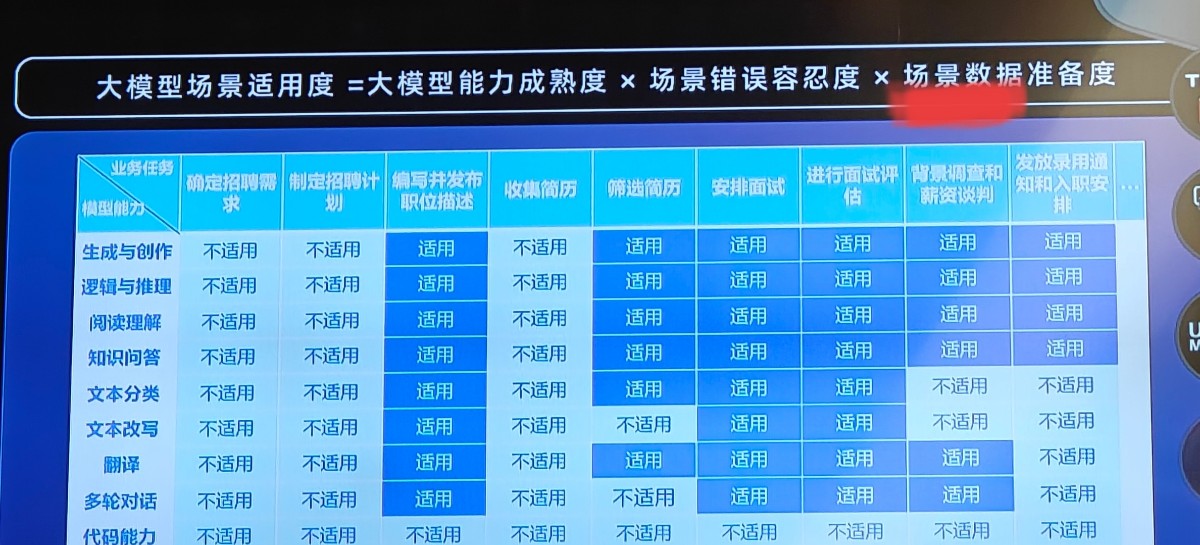 大模型场景适用度 =大模型能力成熟度 × 场景错误容忍度 × 场景数据准备度
业务任务
模型能力
确定招聘需求 制定招聘计划 编写并发布职位描述 收集简历 筛选简历 安排面试 进行面试评估 背景调查和薪资谈判 发放录用通知和入职安排 ...
生成与创作 不适用 不适用 适用 不适用 适用 适用 适用 适用 适用
逻辑与推理 不适用 不适用 适用 不适用 适用 适用 适用 适用 适用
阅读理解 不适用 不适用 适用 不适用 适用 适用 适用 适用 适用
知识问答 不适用 不适用 适用 不适用 适用 适用 适用 适用 适用
文本分类 不适用 不适用 适用 不适用 适用 适用 适用 不适用 不适用
文本改写 不适用 不适用 适用 不适用 不适用 适用 适用 不适用 不适用
翻译 不适用 不适用 适用 不适用 适用 适用 适用 适用 不适用
多轮对话 不适用 不适用 适用 不适用 不适用 适用 适用 适用 不适用
代码能力 不适用 不适用 不适用 不适用 不适用 不适用 不适用 不适用 不适用